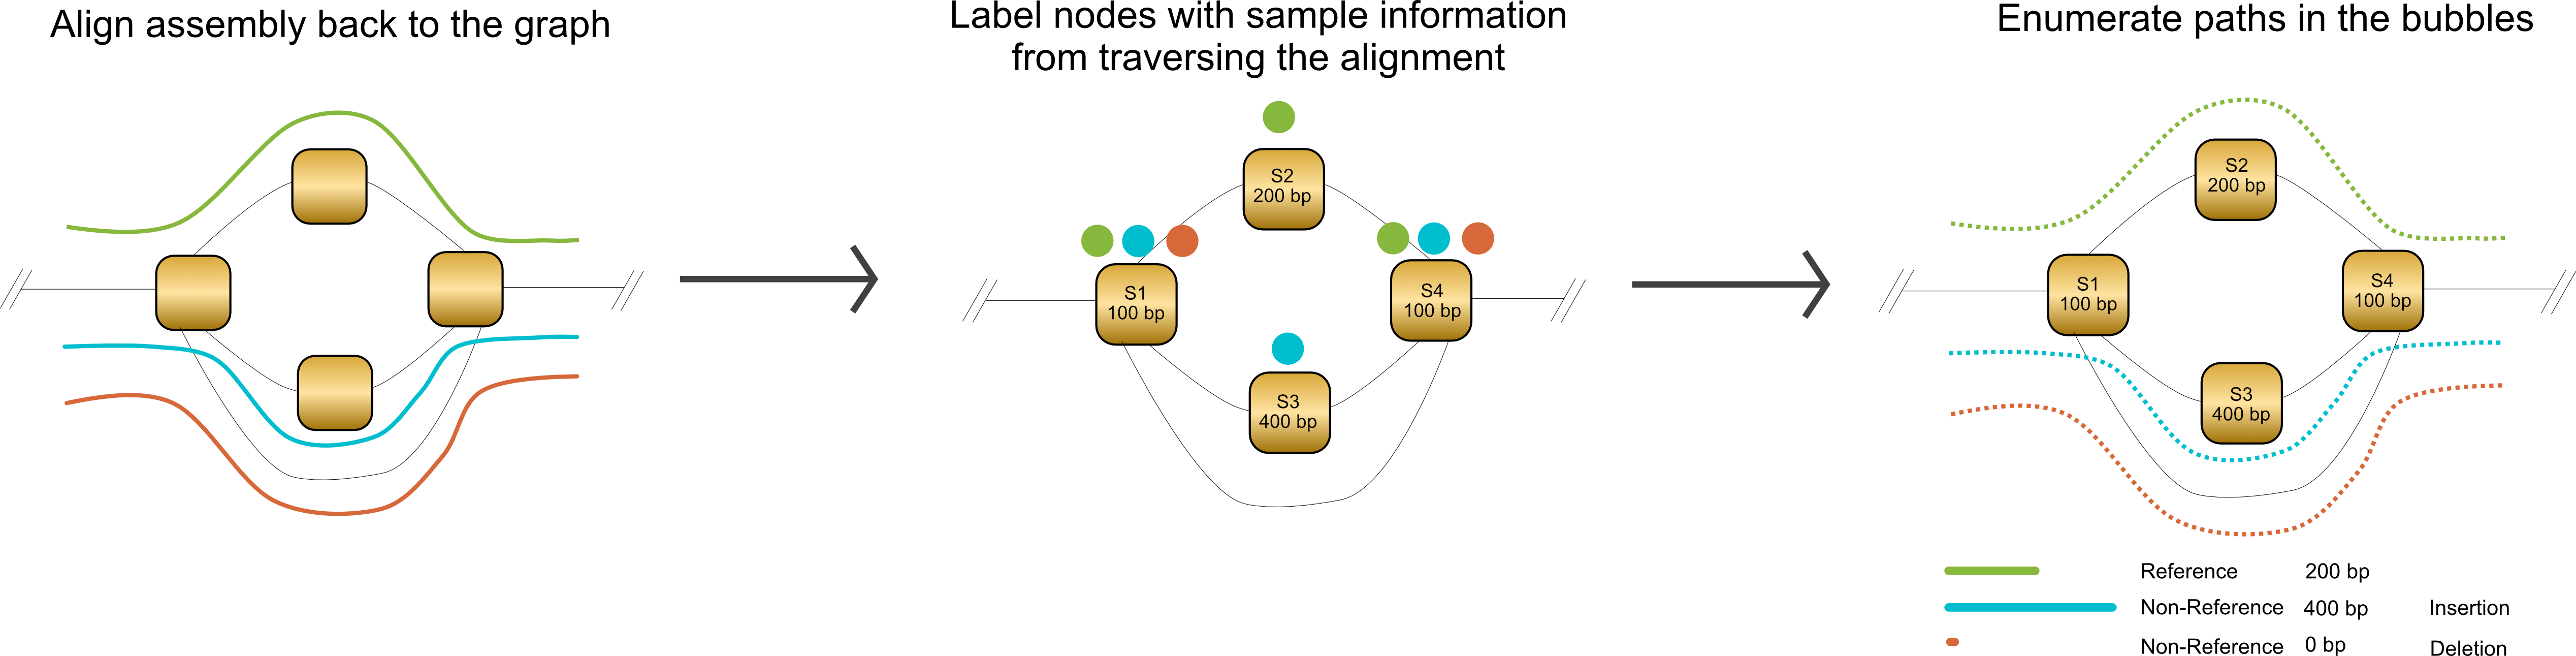 Align assembly back to the graph
Label nodes with sample information
from traversing the alignment
S2
200 bp
S1
100 bp
S4
100 bp
S3
400 bp
Enumerate paths in the bubbles
S2
200 bp
S1
100 bp
S4
100 bp
S3
400 bp
Reference 200 bp
Non-Reference 400 bp Insertion
Non-Reference 0 bp Deletion